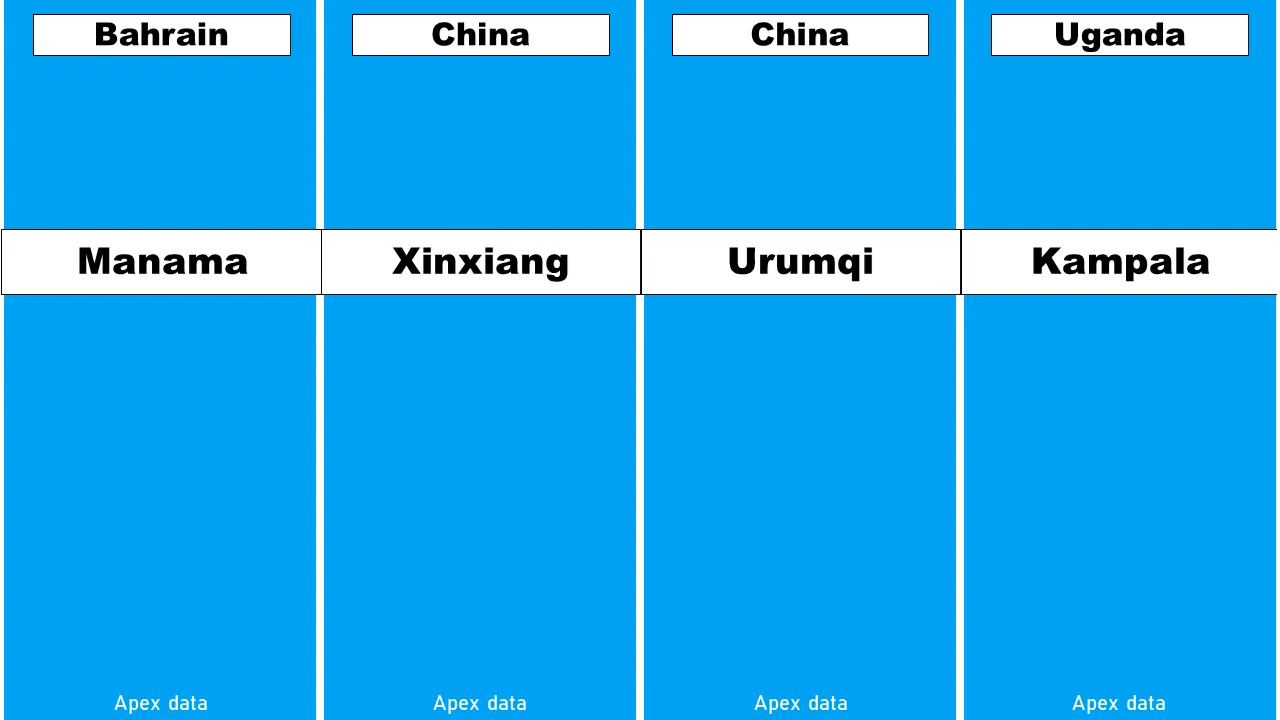 Bahrain
China
China
Uganda
Manama
Xinxiang
Urumqi
Kampala
Apex data
Apex data
Apex data
Apex data